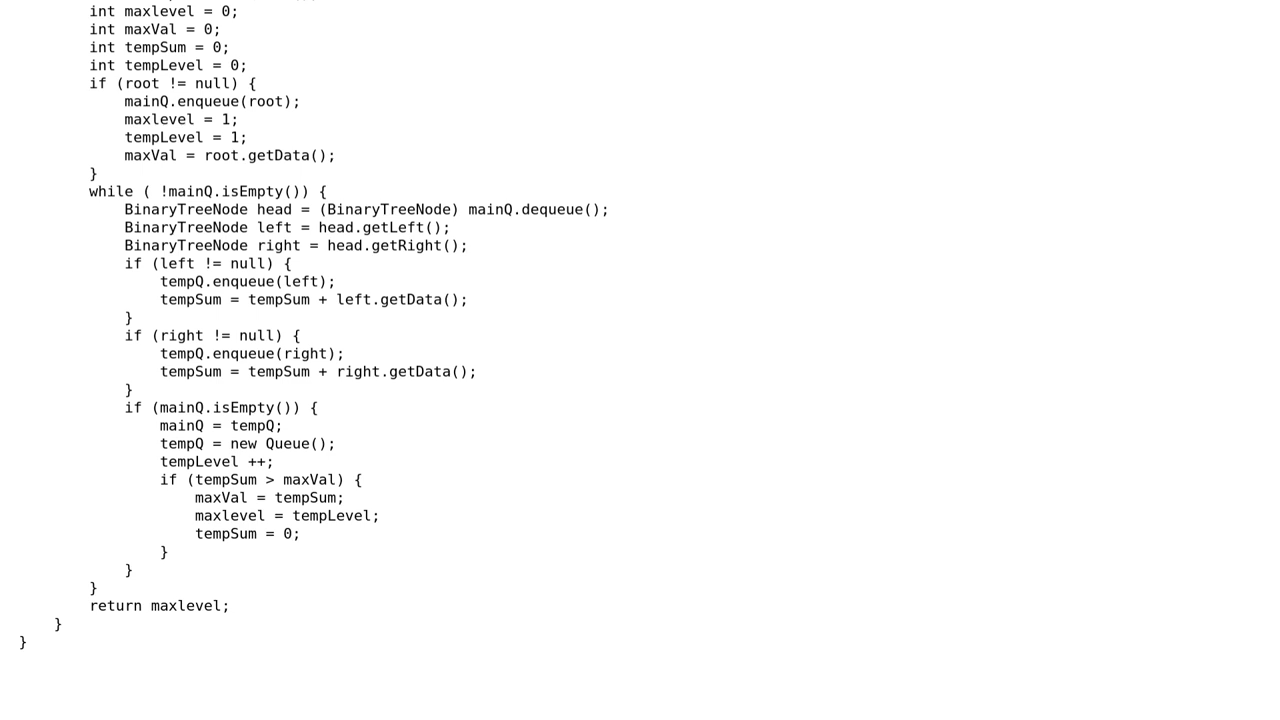 int maxlevel = 0;
int maxVal = 0;
int tempSum = 0;
int tempLevel = 0;
if (root != null) {
mainQ.enqueue(root);
maxlevel = 1;
tempLevel = 1;
maxVal = root.getData();
}
while ( !mainQ.isEmpty()) {
BinaryTreeNode head = (BinaryTreeNode) mainQ.dequeue();
BinaryTreeNode left = head.getLeft();
BinaryTreeNode right = head.getRight();
if (left != null) {
tempQ.enqueue(left);
tempSum = tempSum + left.getData();
}
if (right != null) {
tempQ.enqueue(right);
tempSum = tempSum + right.getData();
}
if (mainQ.isEmpty()) {
mainQ = tempQ;
tempQ = new Queue();
tempLevel ++;
if (tempSum > maxVal) {
maxVal = tempSum;
maxlevel = tempLevel;
tempSum = 0;
}
}
}
return maxlevel;
}
}